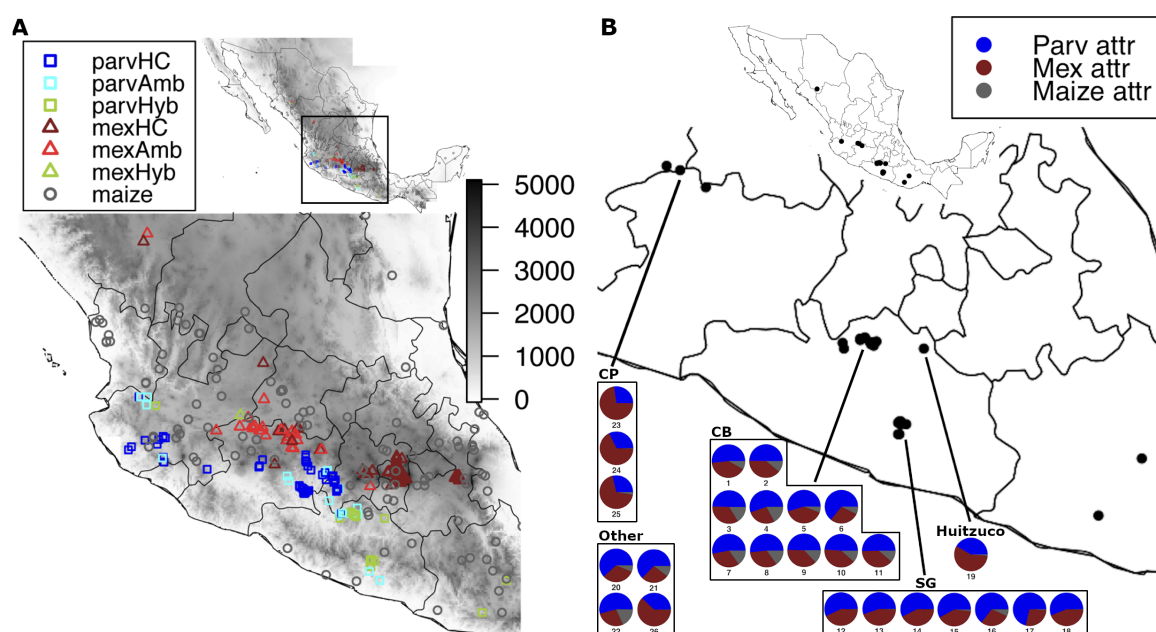 A
parvHC
parvAmb
parvHyb
mexHC
mexAmb
mexHyb
maize
5000
4000
3000
2000
1000
0
B
Parv attr
Mex attr
Maize attr
CP
23
24
25
Other
20 21
22 26
CB
1 2
3 4 5 6
7 8 9 10 11
Huitzuco
19
SG
12 13 14 15 16 17 18